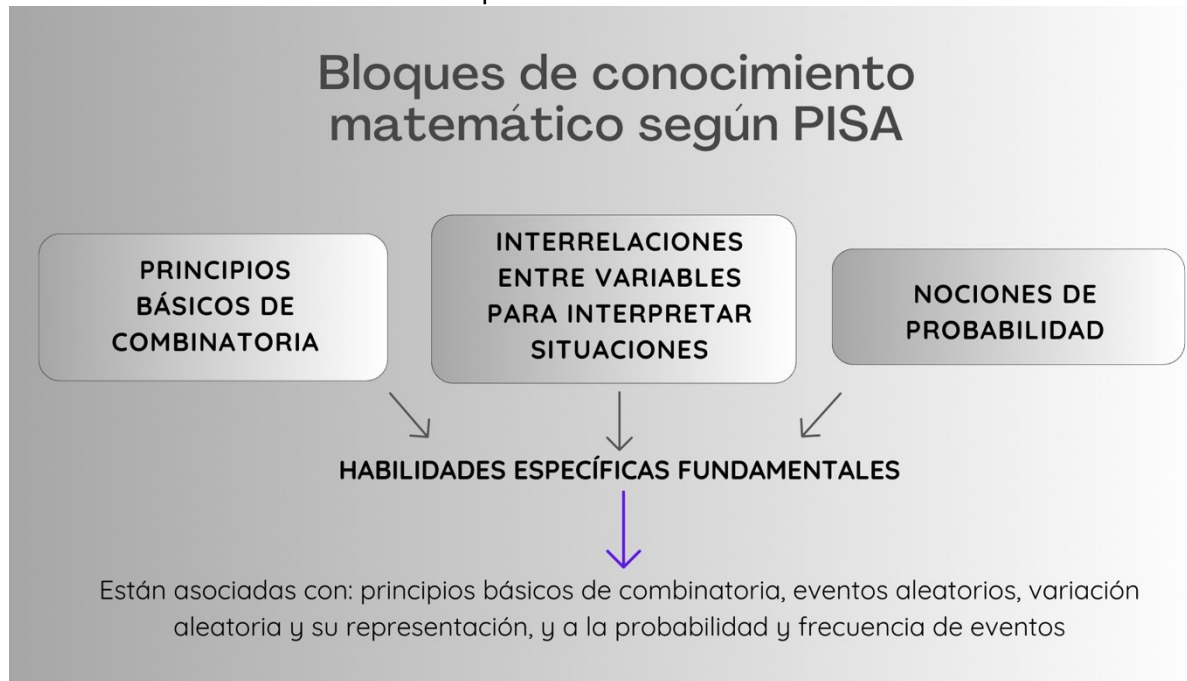 Bloques de conocimiento
matemático según PISA
PRINCIPIOS
BÁSICOS DE
COMBINATORIA
INTERRELACIONES
ENTRE VARIABLES
PARA INTERPRETAR
SITUACIONES
NOCIONES DE
PROBABILIDAD
HABILIDADES ESPECÍFICAS FUNDAMENTALES
Están asociadas con: principios básicos de combinatoria, eventos aleatorios, variación
aleatoria y su representación, y a la probabilidad y frecuencia de eventos